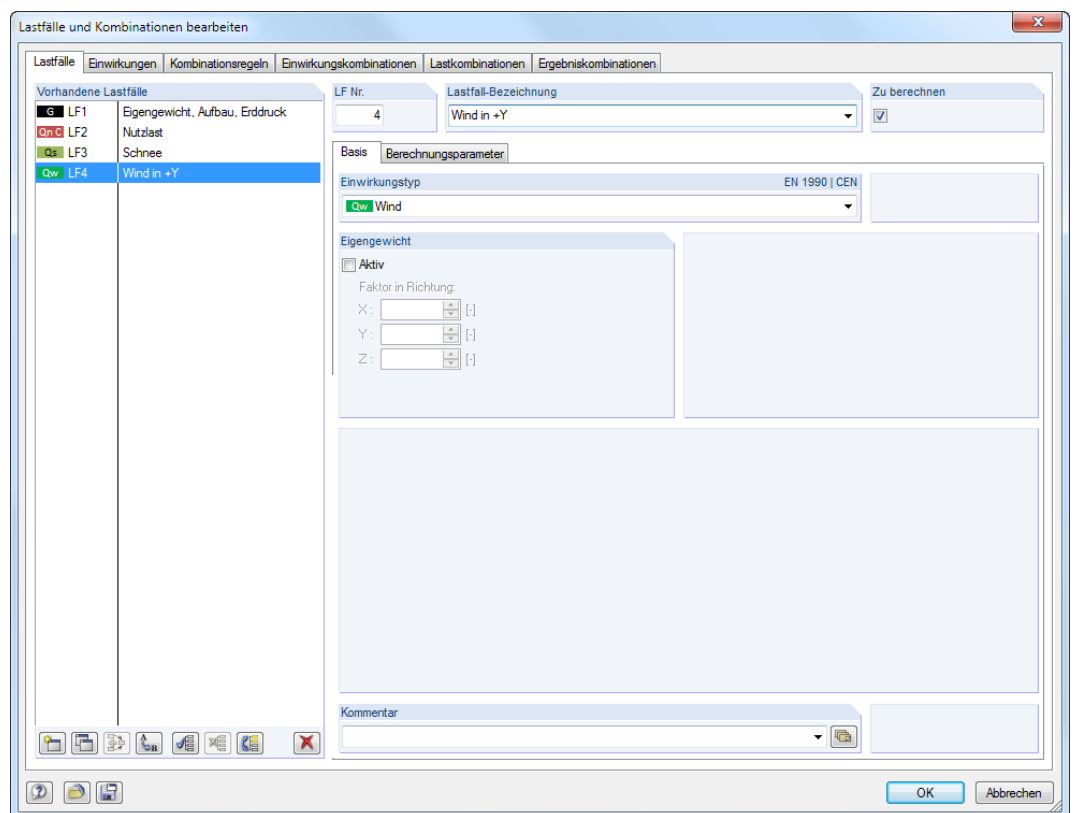 Lastfälle und Kombinationen bearbeiten
Lastfälle Einwirkungen Kombinationsregeln Einwirkungskombinationen Lastkombinationen Ergebniskombinationen
Vorhandene Lastfälle
G LF1 Eigengewicht, Aufbau, Erddruck
Qn C LF2 Nutzlast
Qs LF3 Schnee
Qw LF4 Wind in +Y
LF Nr.
4
Lastfall-Bezeichnung
Wind in +Y
Zu berechnen
Basis Berechnungsparameter
Einwirkungstyp EN 1990 | CEN
Qw Wind
Eigengewicht
Aktiv
Faktor in Richtung:
X: [-]
Y: [-]
Z: [-]
Kommentar
OK Abbrechen